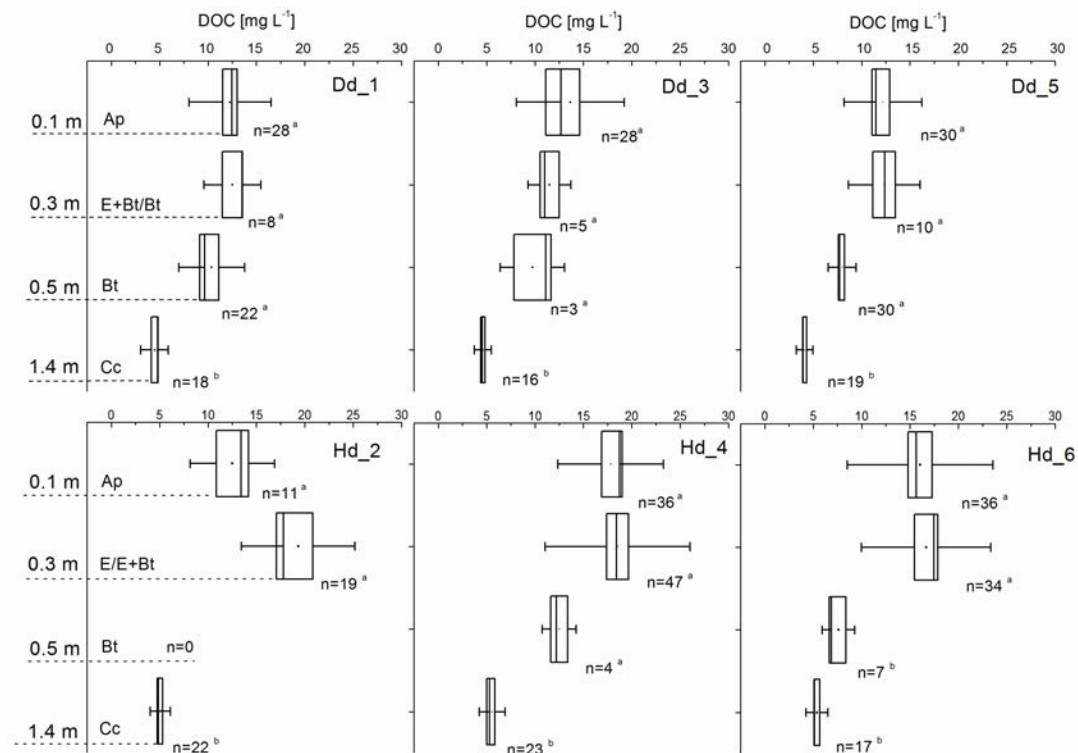 DOC [mg L-1] DOC [mg L-1] DOC [mg L-1]
0 5 10 15 20 25 30 0 5 10 15 20 25 30 0 5 10 15 20 25 30
Dd_1 Dd_3 Dd_5
0.1 m Ap n=28 a n=28 a n=30 a
0.3 m E+Bt/Bt n=8 a n=5 a n=10 a
0.5 m Bt n=22 a n=3 a n=30 a
1.4 m Cc n=18 b n=16 b n=19 b
0 5 10 15 20 25 30 0 5 10 15 20 25 30 0 5 10 15 20 25 30
Hd_2 Hd_4 Hd_6
0.1 m Ap n=11 a n=36 a n=36 a
0.3 m E/E+Bt n=19 a n=47 a n=34 a
0.5 m Bt n=0 n=4 a n=7 b
1.4 m Cc n=22 b n=23 b n=17 b